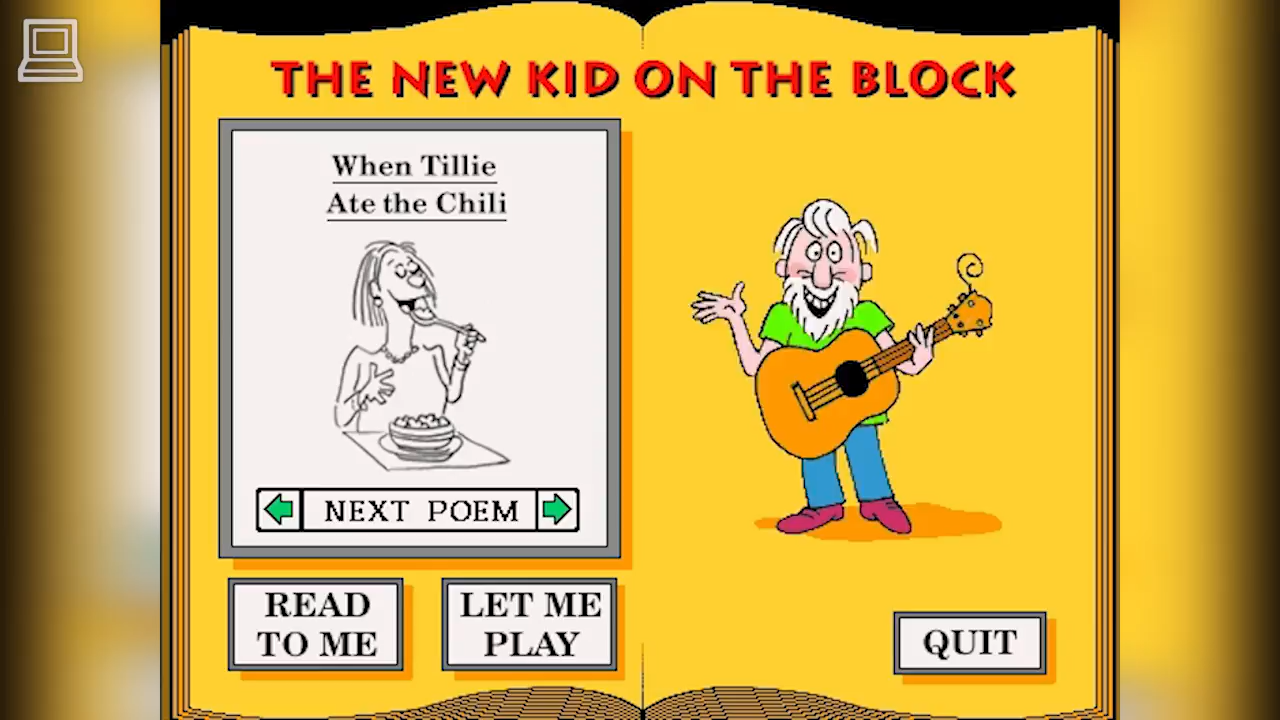 THE NEW KID ON THE BLOCK
When Tillie
Ate the Chili
NEXT POEM
READ
TO ME
LET ME
PLAY
QUIT